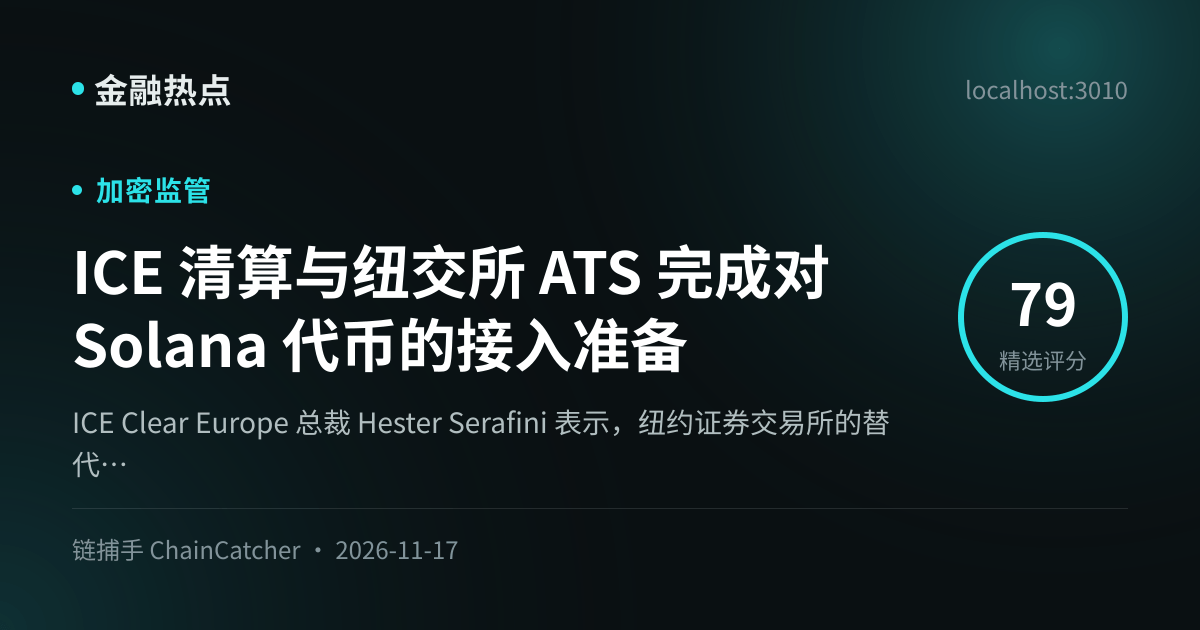 金融热点
localhost:3010
加密监管
ICE 清算与纽交所 ATS 完成对
Solana 代币的接入准备
79
精选评分
ICE Clear Europe 总裁 Hester Serafini 表示，纽约证券交易所的替
代…
链捕手 ChainCatcher · 2026-11-17